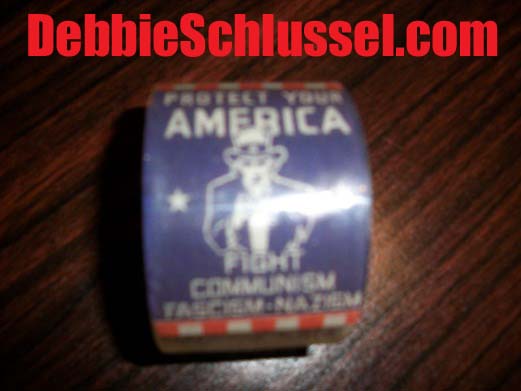 DebbieSchlussel.com
PROTECT YOUR
AMERICA
FIGHT
COMMUNISM
FASCISM-NAZISM